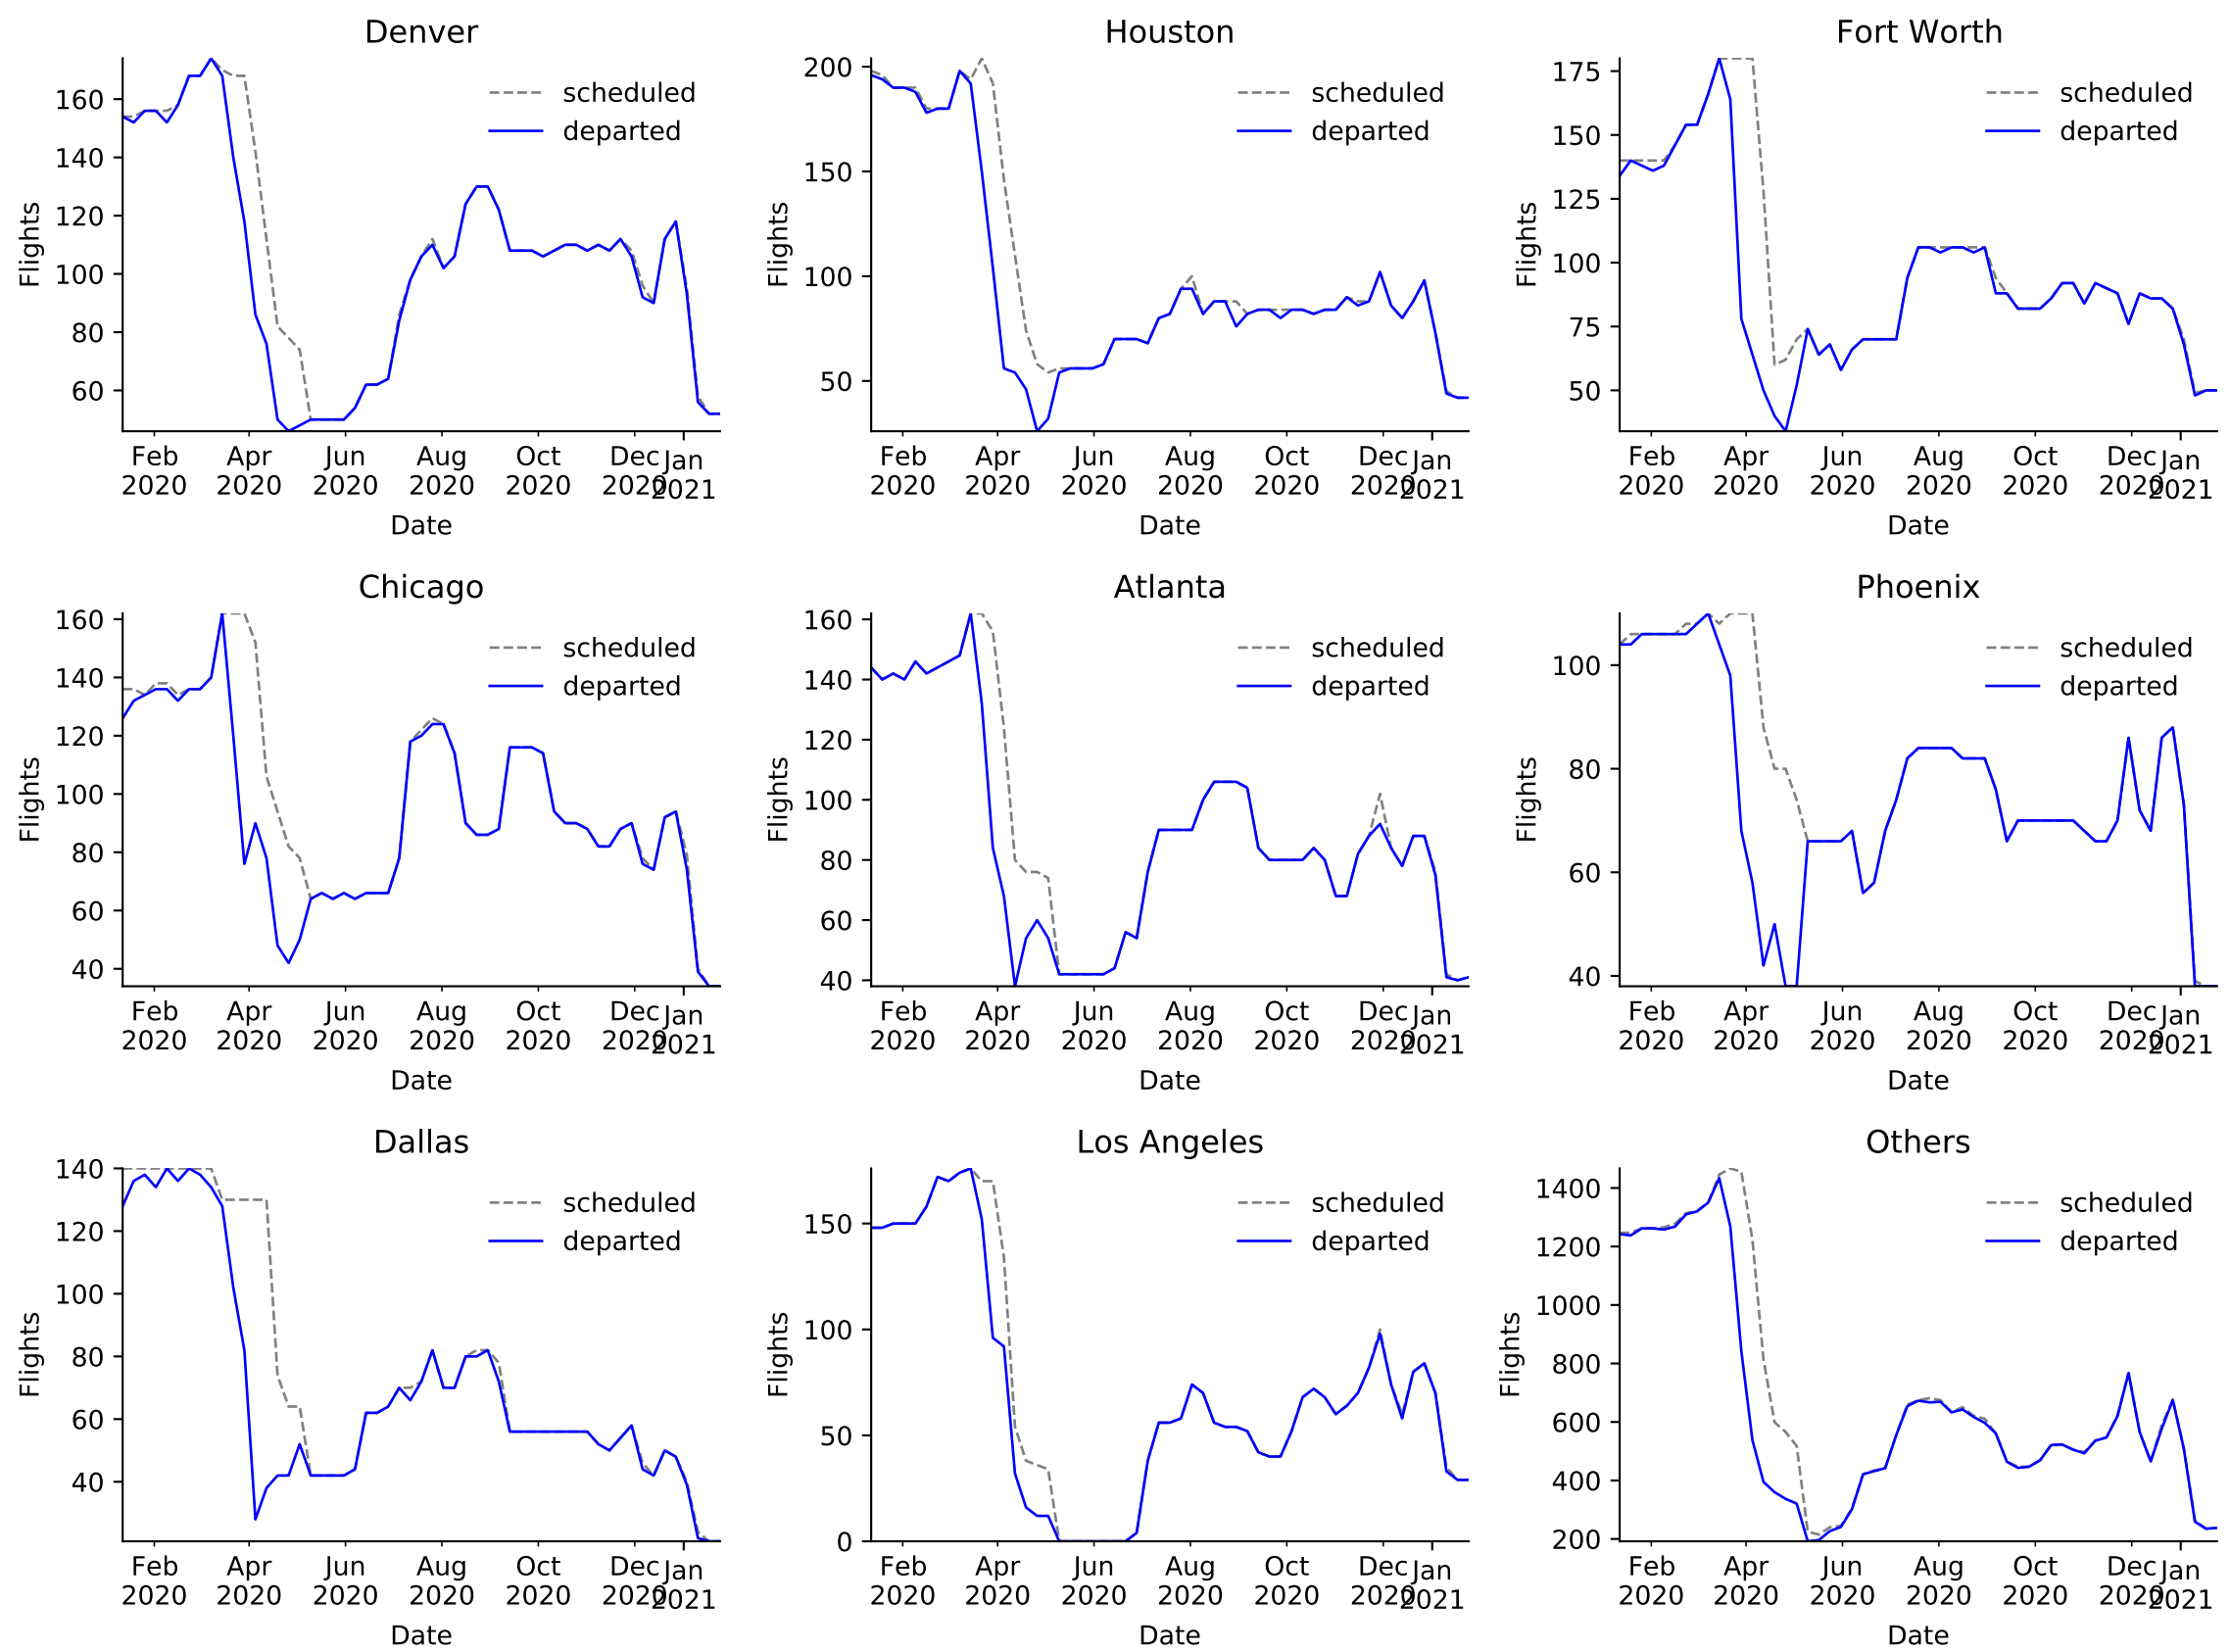 Denver
160
140
120
100
80
60
Flights
scheduled
departed
Feb 2020
Apr 2020
Jun 2020
Aug 2020
Oct 2020
Dec 2020
Jan 2021
Date
Houston
200
150
100
50
Flights
scheduled
departed
Feb 2020
Apr 2020
Jun 2020
Aug 2020
Oct 2020
Dec 2020
Jan 2021
Date
Fort Worth
175
150
125
100
75
50
Flights
scheduled
departed
Feb 2020
Apr 2020
Jun 2020
Aug 2020
Oct 2020
Dec 2020
Jan 2021
Date
Chicago
160
140
120
100
80
60
40
Flights
scheduled
departed
Feb 2020
Apr 2020
Jun 2020
Aug 2020
Oct 2020
Dec 2020
Jan 2021
Date
Atlanta
160
140
120
100
80
60
40
Flights
scheduled
departed
Feb 2020
Apr 2020
Jun 2020
Aug 2020
Oct 2020
Dec 2020
Jan 2021
Date
Phoenix
100
80
60
40
Flights
scheduled
departed
Feb 2020
Apr 2020
Jun 2020
Aug 2020
Oct 2020
Dec 2020
Jan 2021
Date
Dallas
140
120
100
80
60
40
Flights
scheduled
departed
Feb 2020
Apr 2020
Jun 2020
Aug 2020
Oct 2020
Dec 2020
Jan 2021
Date
Los Angeles
150
100
50
0
Flights
scheduled
departed
Feb 2020
Apr 2020
Jun 2020
Aug 2020
Oct 2020
Dec 2020
Jan 2021
Date
Others
1400
1200
1000
800
600
400
200
Flights
scheduled
departed
Feb 2020
Apr 2020
Jun 2020
Aug 2020
Oct 2020
Dec 2020
Jan 2021
Date